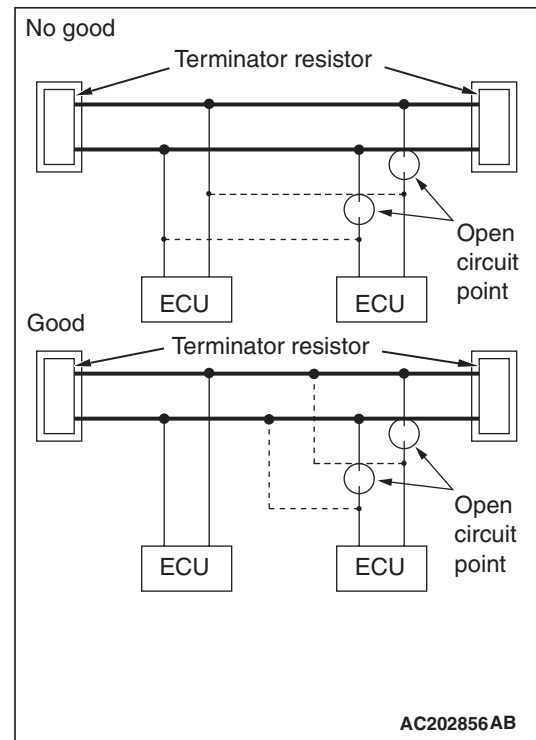 No good
Terminator resistor
Open
circuit
point
ECU
ECU
Good
Terminator resistor
Open
circuit
point
ECU
ECU
AC202856AB